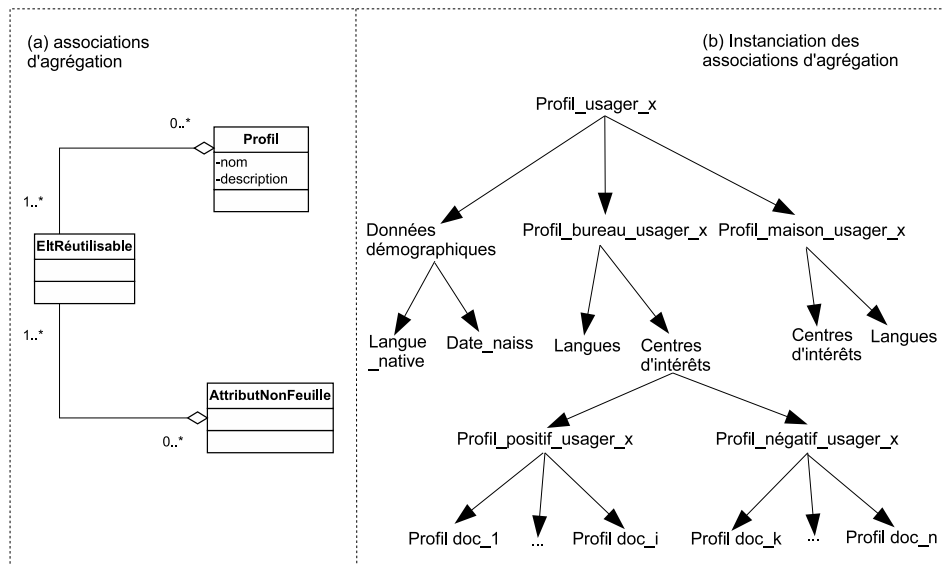 (a) associations
d'agrégation
0..*
Profil
-nom
-description
1..*
EltRéutilisable
1..*
AttributNonFeuille
0..*
(b) Instanciation des
associations d'agrégation
Profil_usager_x
Données
démographiques
Profil_bureau_usager_x
Profil_maison_usager_x
Langue
_native
Date_naiss
Langues
Centres
d'intérêts
Centres
d'intérêts
Langues
Profil_positif_usager_x
Profil_négatif_usager_x
Profil doc_1
...
Profil doc_i
Profil doc_k
...
Profil doc_n